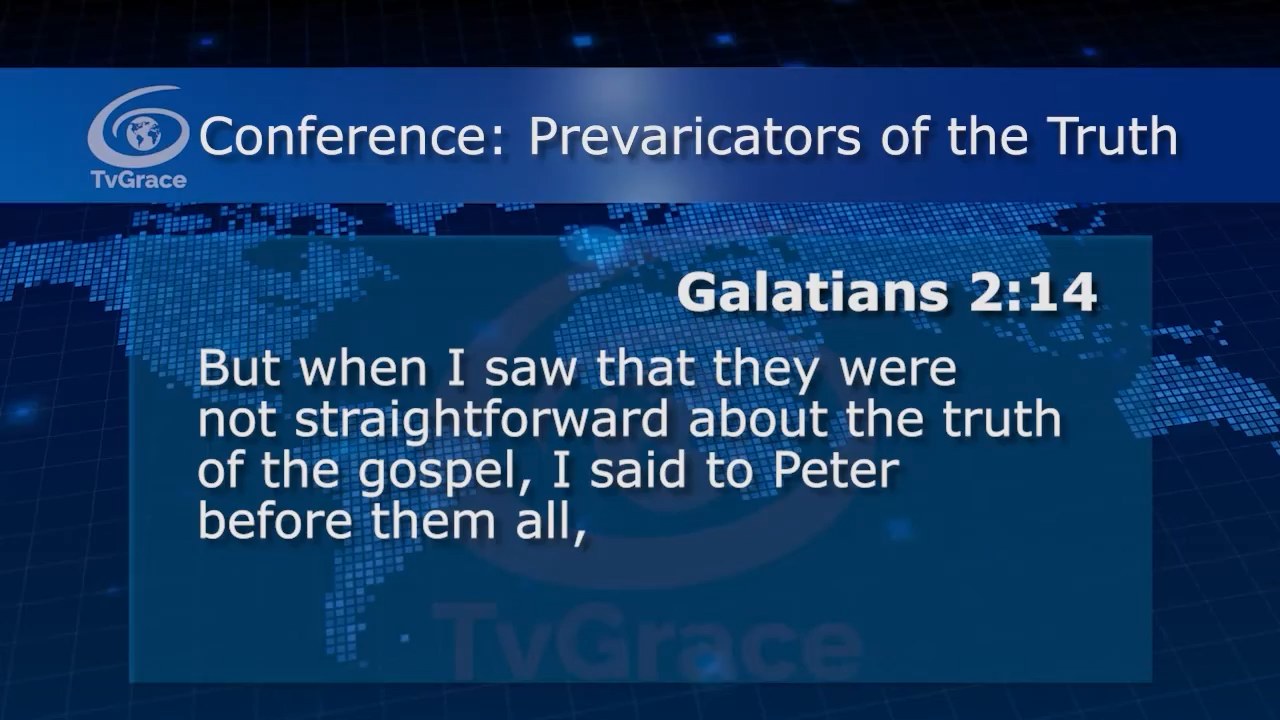 Conference: Prevaricators of the Truth
TvGrace
Galatians 2:14
But when I saw that they were
not straightforward about the truth
of the gospel, I said to Peter
before them all,
TvGrace